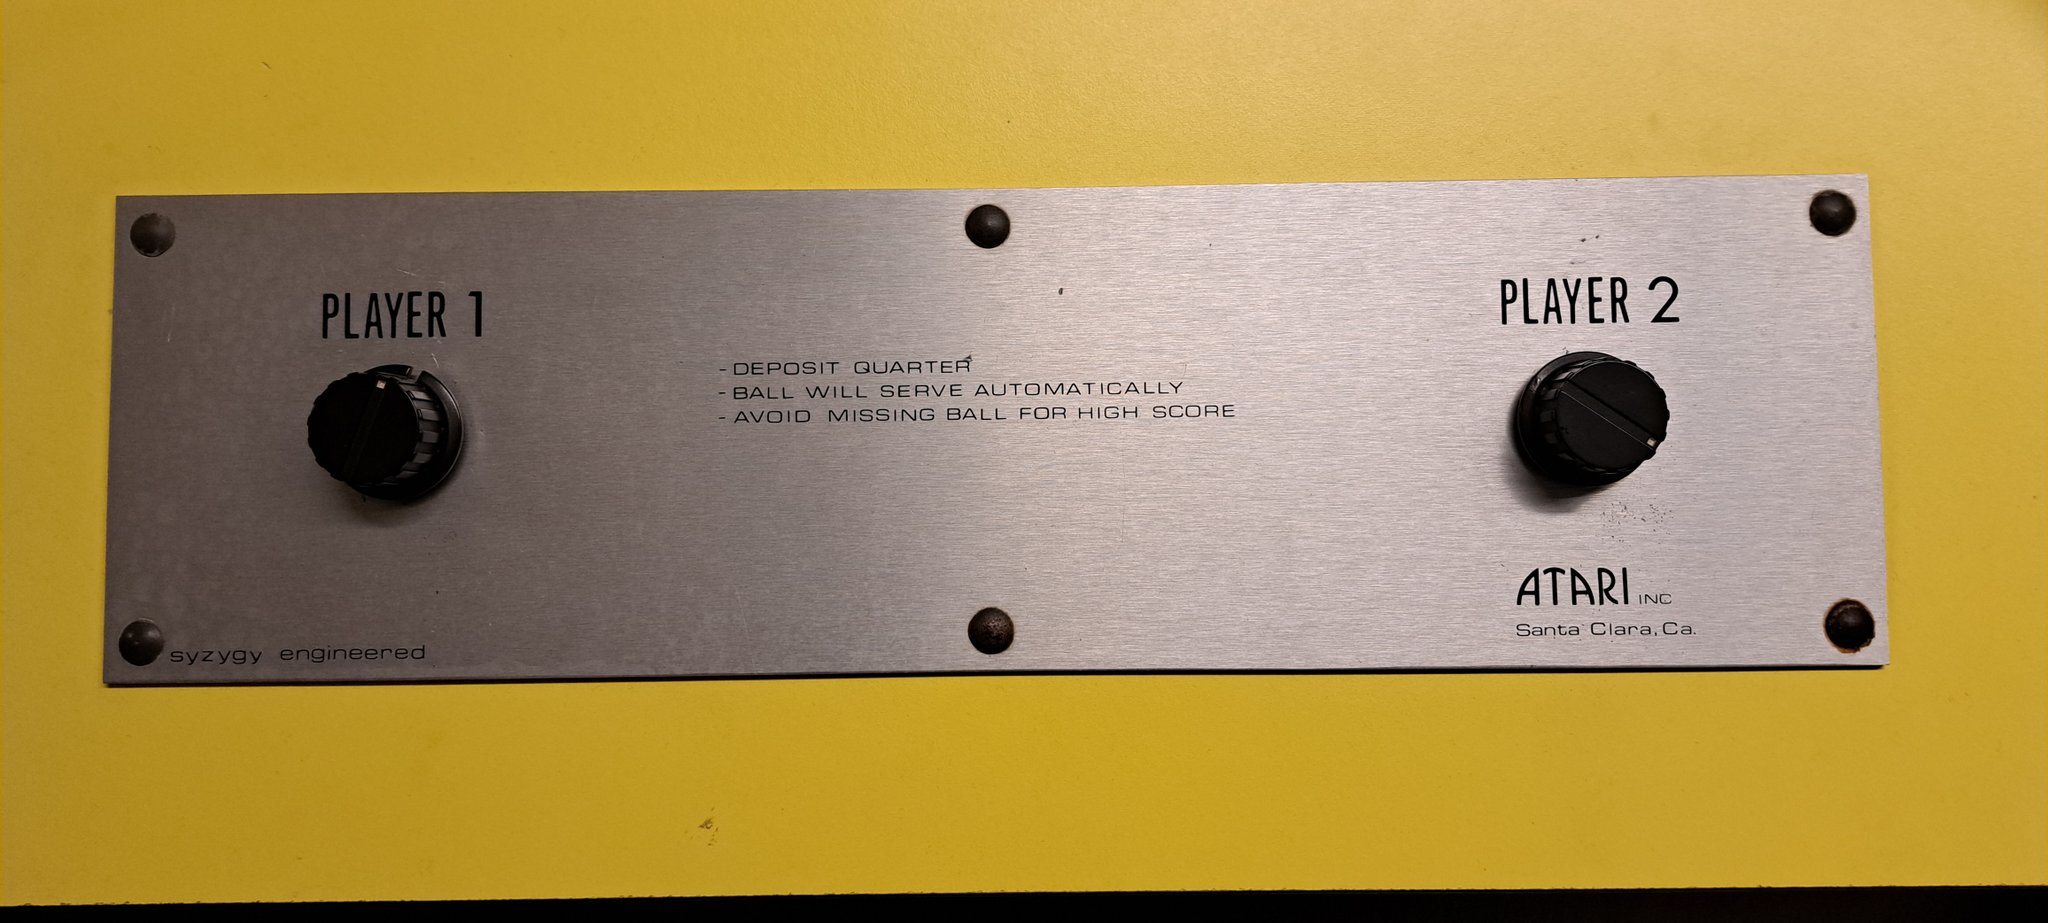 PLAYER 1
PLAYER 2
- DEPOSIT QUARTER
- BALL WILL SERVE AUTOMATICALLY
- AVOID MISSING BALL FOR HIGH SCORE
ATARI INC
Santa Clara, Ca.
syzygy engineered